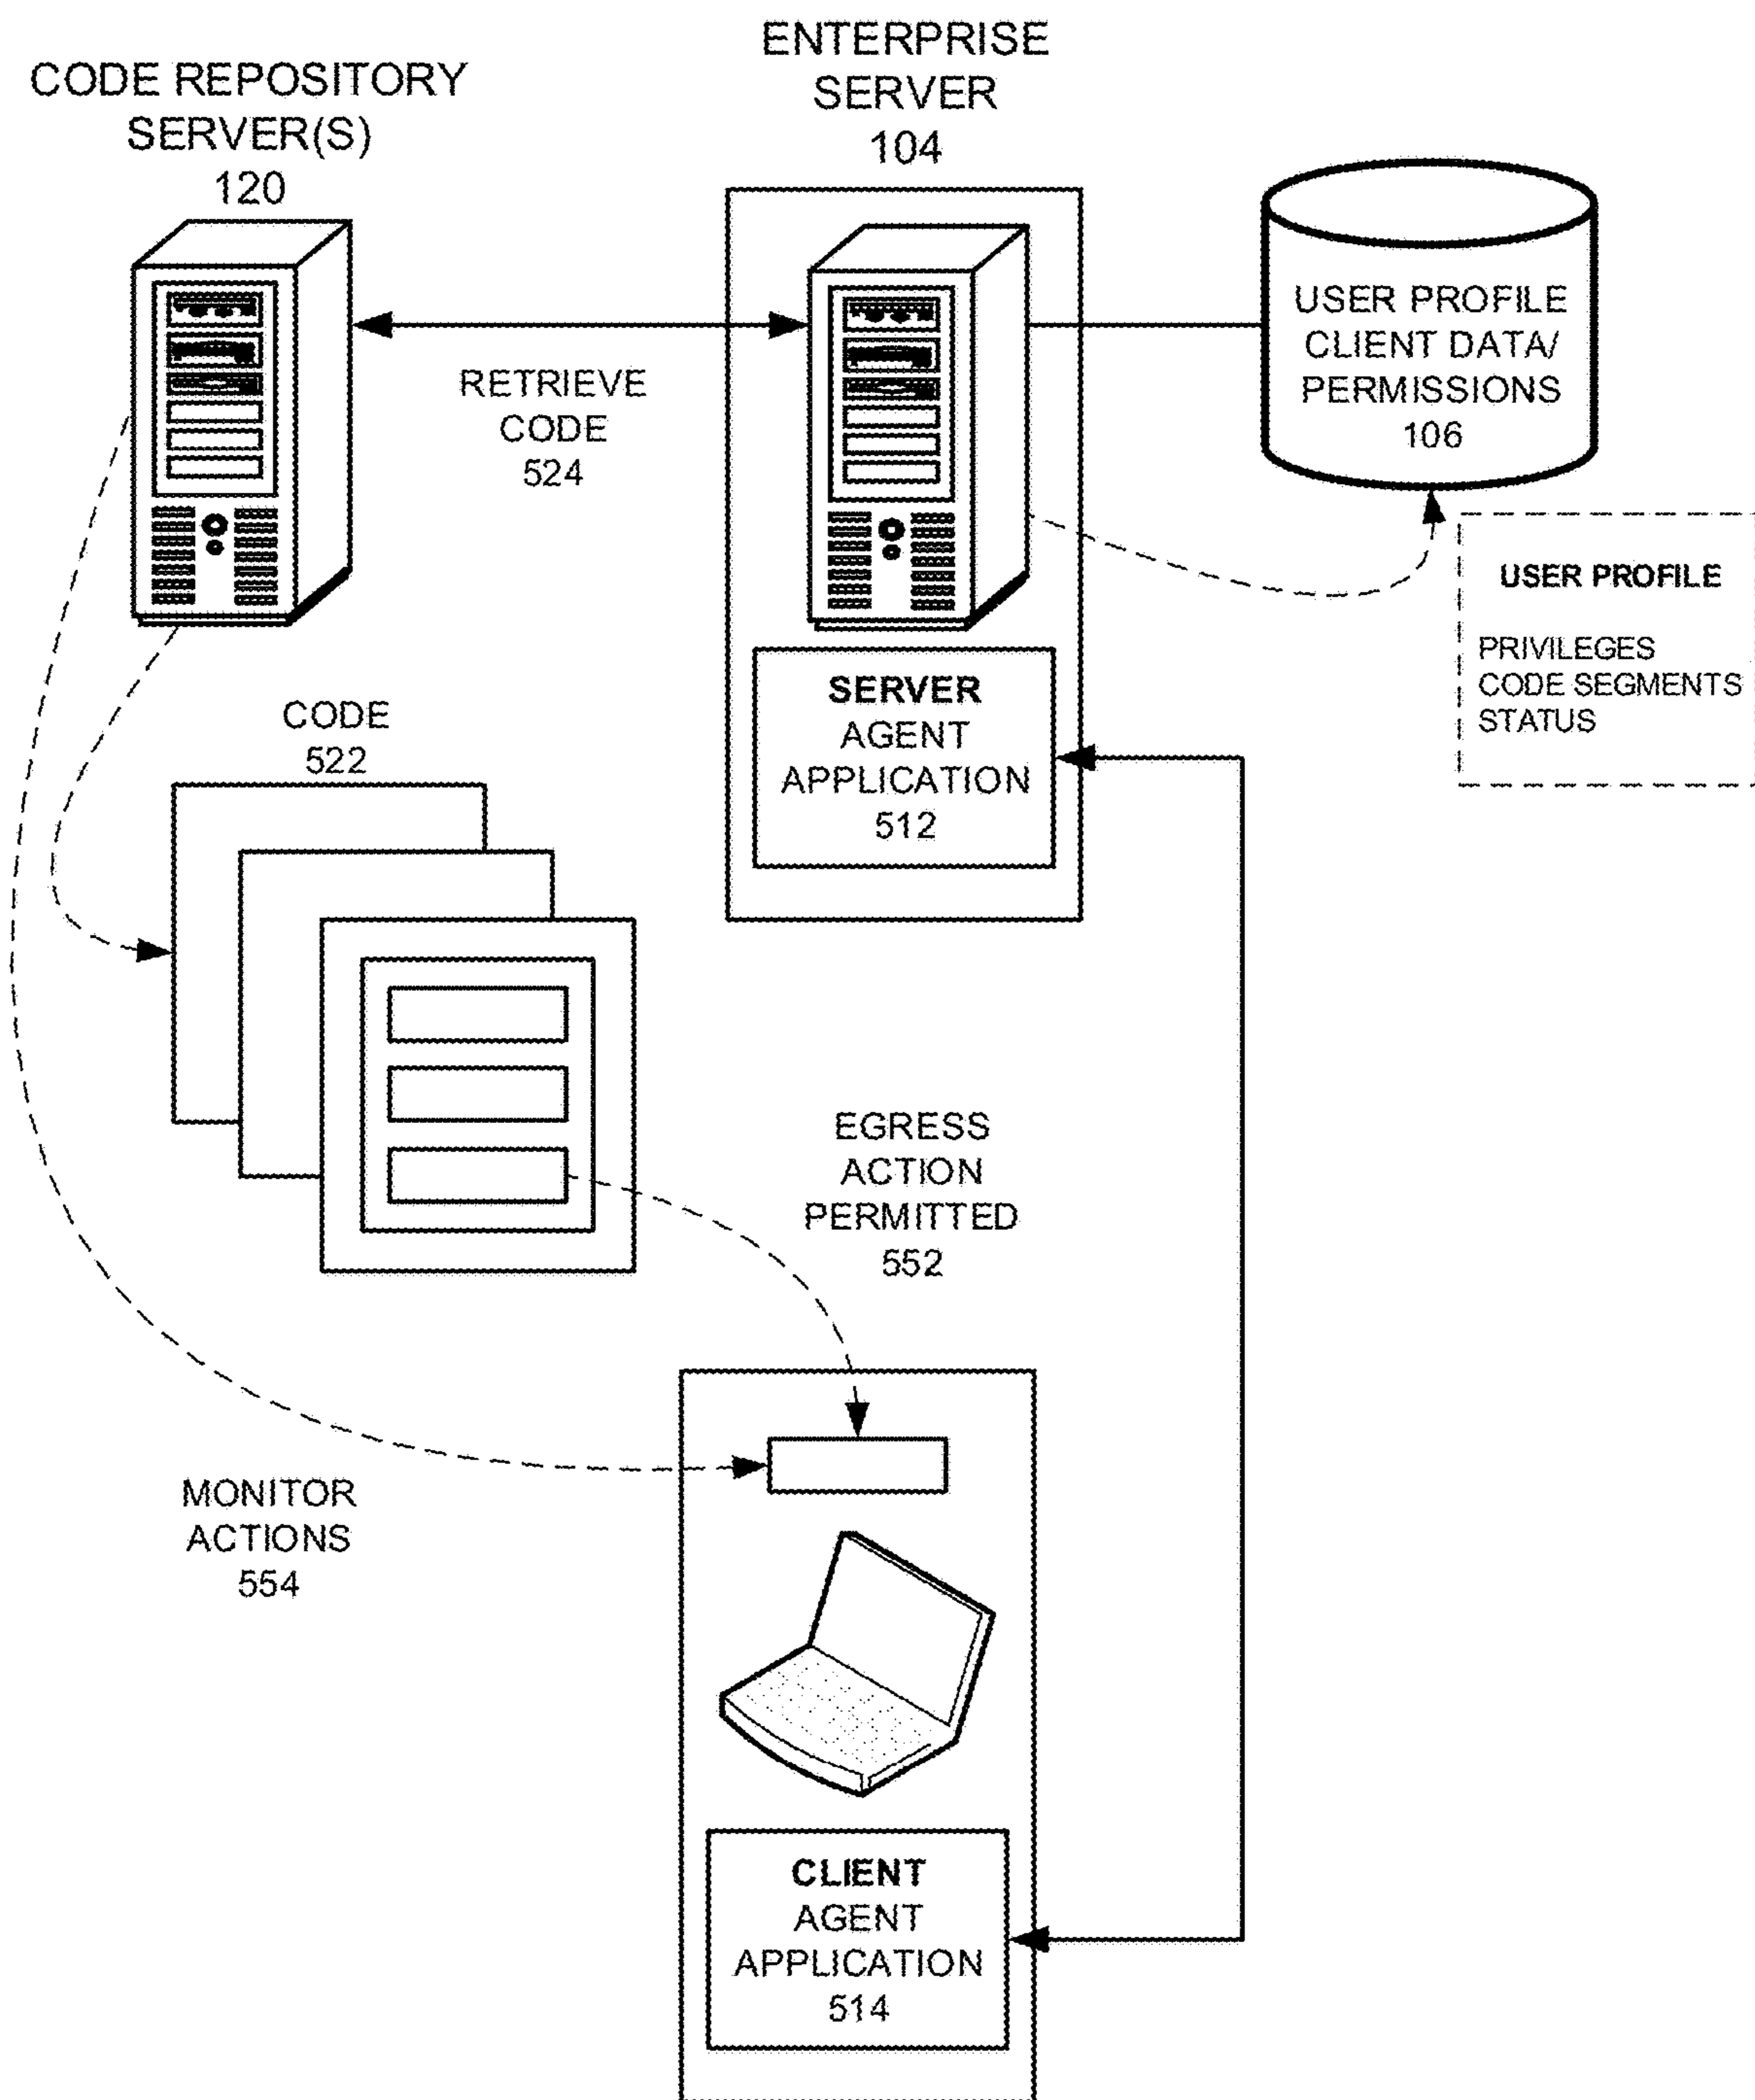 CODE REPOSITORY
SERVER(S)
120
ENTERPRISE
SERVER
104
RETRIEVE
CODE
524
USER PROFILE
CLIENT DATA/
PERMISSIONS
106
USER PROFILE
PRIVILEGES
CODE SEGMENTS
STATUS
SERVER
AGENT
APPLICATION
512
CODE
522
EGRESS
ACTION
PERMITTED
552
MONITOR
ACTIONS
554
CLIENT
AGENT
APPLICATION
514